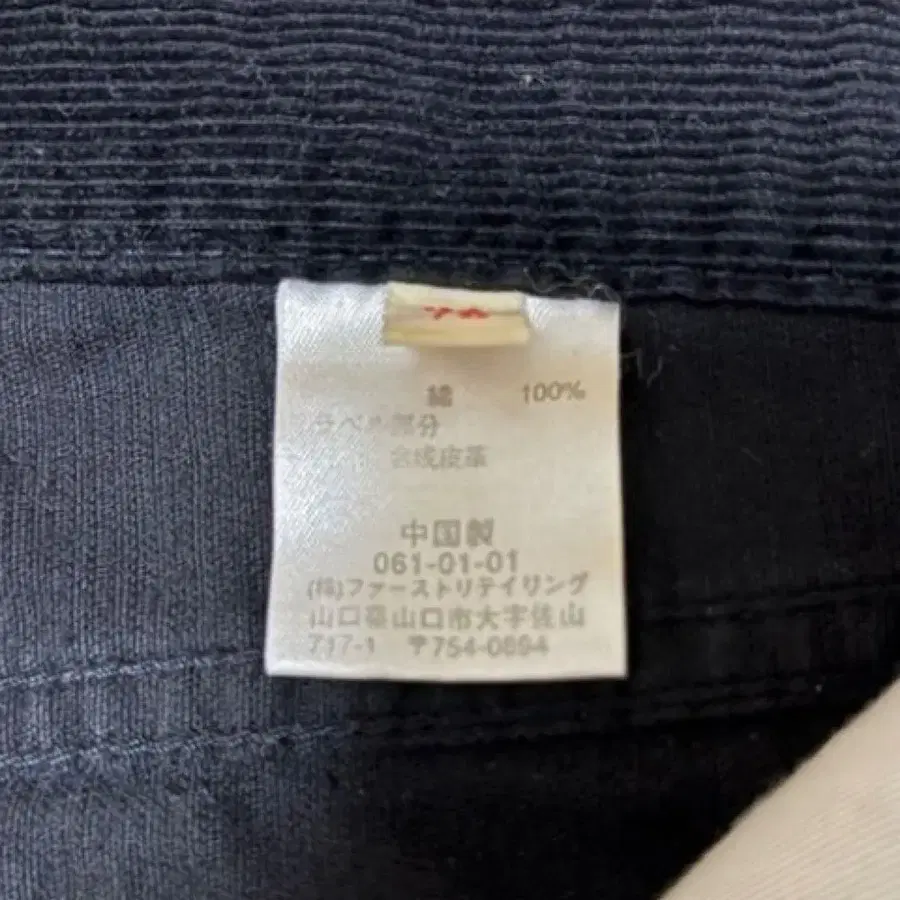 綿 100%
ラベル部分
合成皮革
中国製
061-01-01
(株)ファーストリテイリング
山口県山口市大字佐山
717-1 〒754-0894